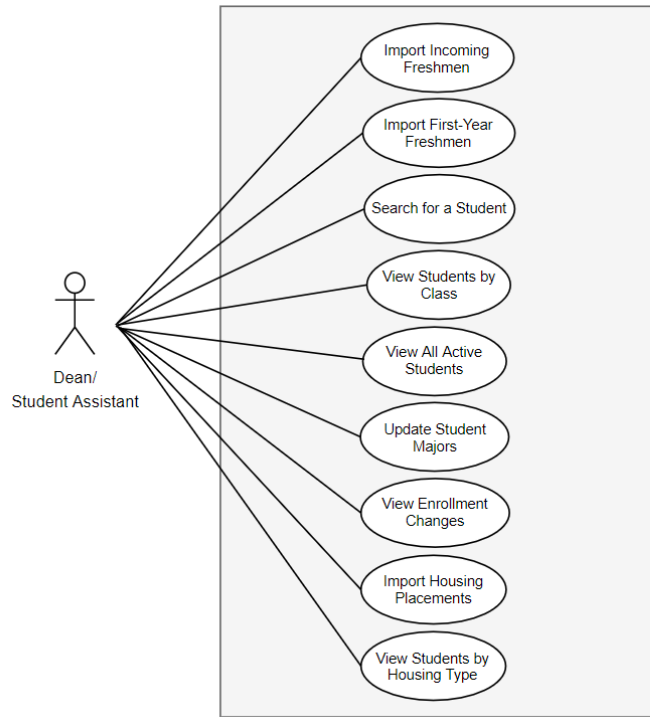 Import Incoming
Freshmen
Import First-Year
Freshmen
Search for a Student
View Students by
Class
View All Active
Students
Update Student
Majors
View Enrollment
Changes
Import Housing
Placements
View Students by
Housing Type
Dean/
Student Assistant